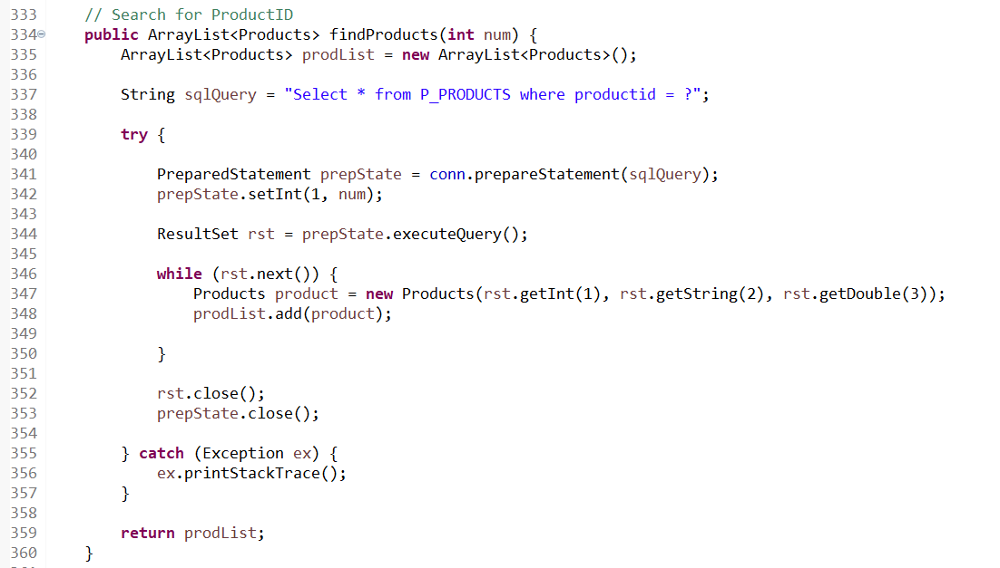 333 // Search for ProductID
334 public ArrayList<Products> findProducts(int num) {
335 ArrayList<Products> prodList = new ArrayList<Products>();
336
337 String sqlQuery = "Select * from P_PRODUCTS where productid = ?";
338
339 try {
340
341 PreparedStatement prepState = conn.prepareStatement(sqlQuery);
342 prepState.setInt(1, num);
343
344 ResultSet rst = prepState.executeQuery();
345
346 while (rst.next()) {
347 Products product = new Products(rst.getInt(1), rst.getString(2), rst.getDouble(3));
348 prodList.add(product);
349
350 }
351
352 rst.close();
353 prepState.close();
354
355 } catch (Exception ex) {
356 ex.printStackTrace();
357 }
358
359 return prodList;
360 }